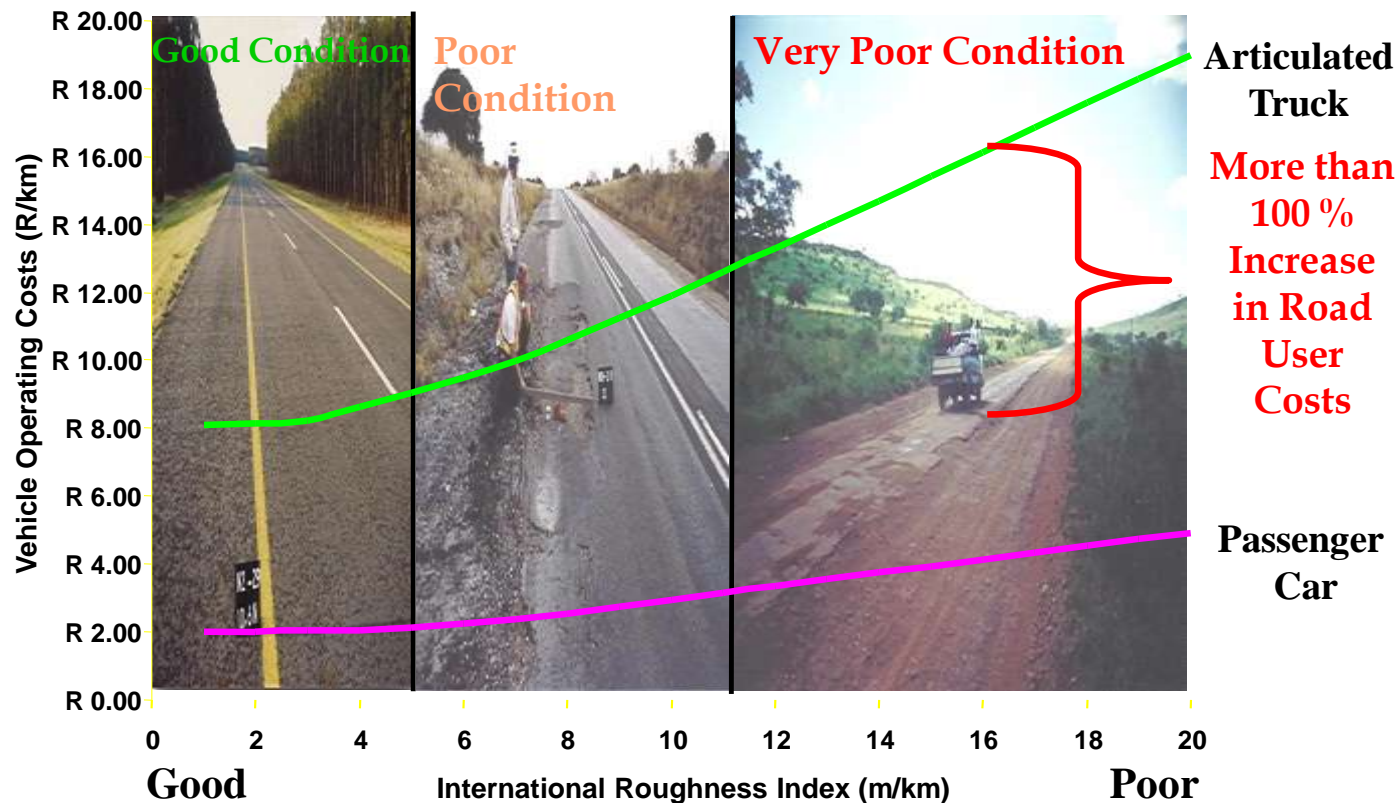 R 20.00
R 18.00
R 16.00
R 14.00
R 12.00
R 10.00
R 8.00
R 6.00
R 4.00
R 2.00
R 0.00
Vehicle Operating Costs (R/km)
Good Condition
Poor
Condition
Very Poor Condition
Articulated
Truck
More than
100 %
Increase
in Road
User
Costs
Passenger
Car
0 2 4 6 8 10 12 14 16 18 20
Good
International Roughness Index (m/km)
Poor